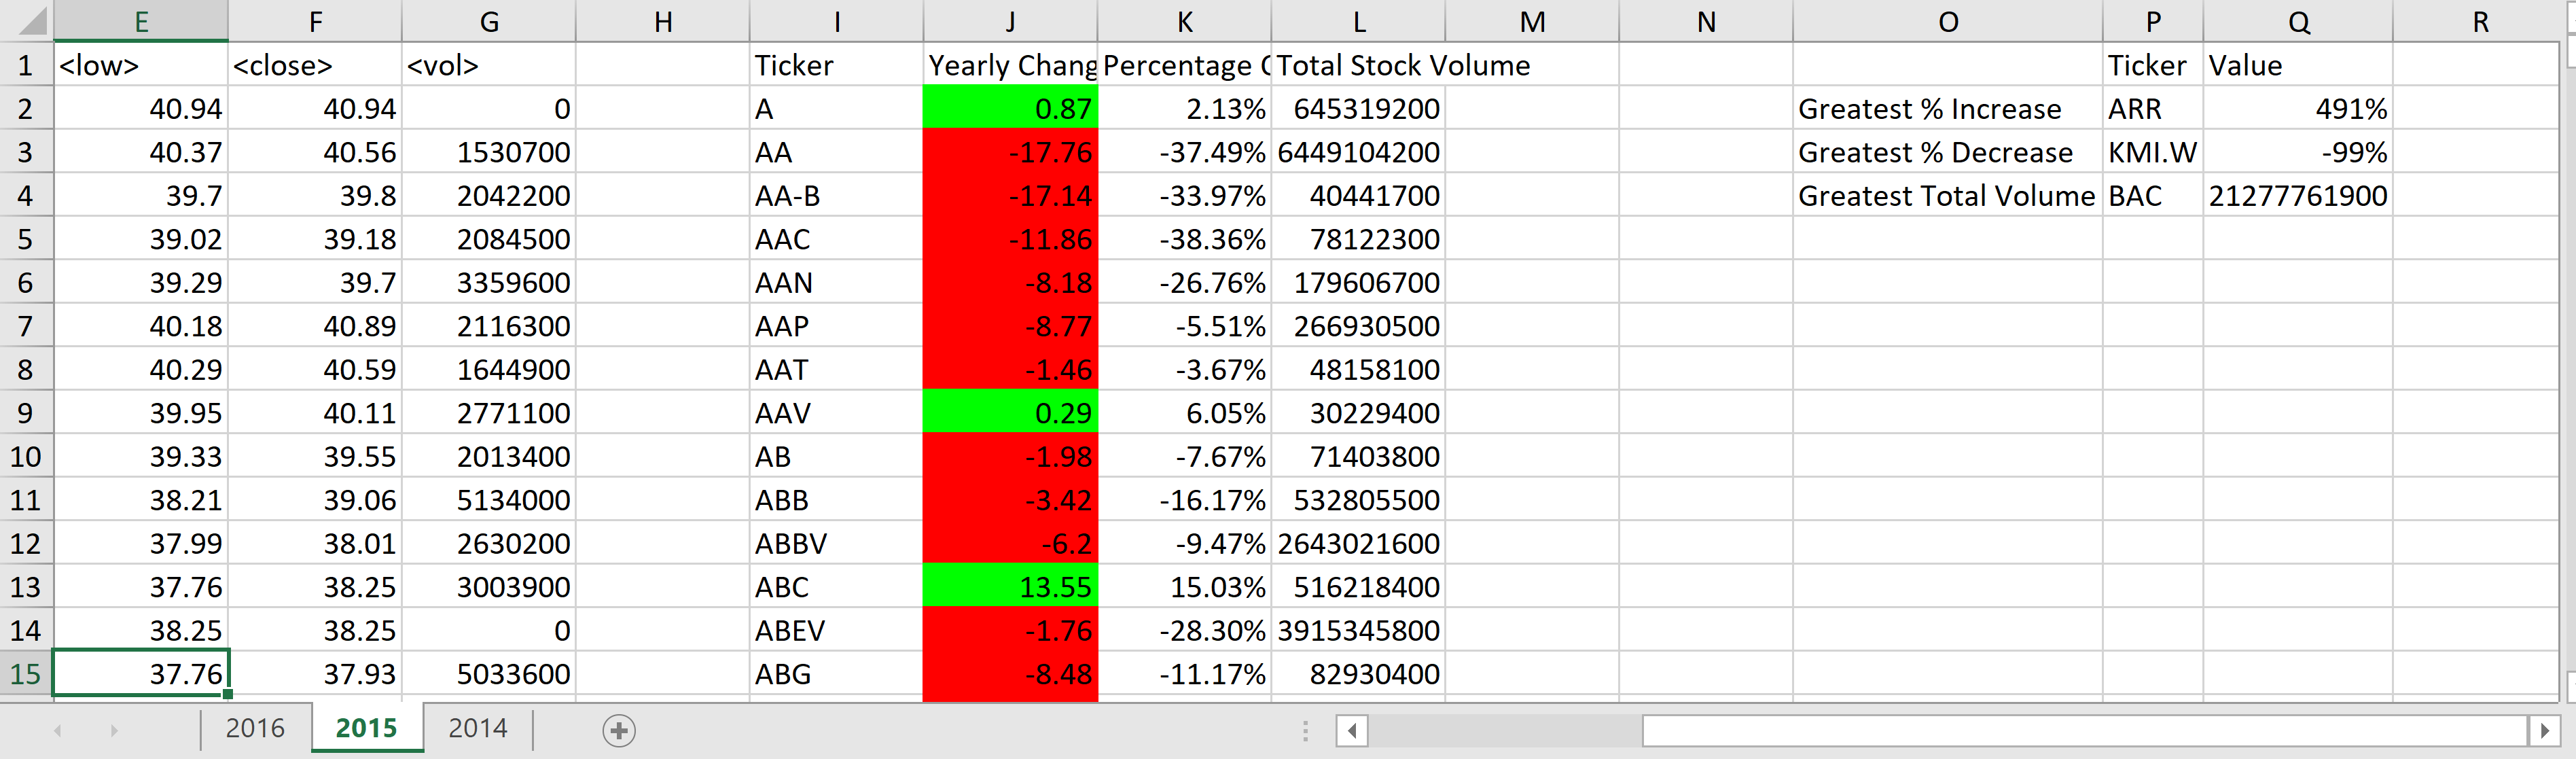 E F G H I J K L M N O P Q R
1 <low> <close> <vol> Ticker Yearly Chang Percentage C Total Stock Volume Ticker Value
2 40.94 40.94 0 A 0.87 2.13% 645319200 Greatest % Increase ARR 491%
3 40.37 40.56 1530700 AA -17.76 -37.49% 6449104200 Greatest % Decrease KMI.W -99%
4 39.7 39.8 2042200 AA-B -17.14 -33.97% 40441700 Greatest Total Volume BAC 21277761900
5 39.02 39.18 2084500 AAC -11.86 -38.36% 78122300
6 39.29 39.7 3359600 AAN -8.18 -26.76% 179606700
7 40.18 40.89 2116300 AAP -8.77 -5.51% 266930500
8 40.29 40.59 1644900 AAT -1.46 -3.67% 48158100
9 39.95 40.11 2771100 AAV 0.29 6.05% 30229400
10 39.33 39.55 2013400 AB -1.98 -7.67% 71403800
11 38.21 39.06 5134000 ABB -3.42 -16.17% 532805500
12 37.99 38.01 2630200 ABBV -6.2 -9.47% 2643021600
13 37.76 38.25 3003900 ABC 13.55 15.03% 516218400
14 38.25 38.25 0 ABEV -1.76 -28.30% 3915345800
15 37.76 37.93 5033600 ABG -8.48 -11.17% 82930400
2016 2015 2014